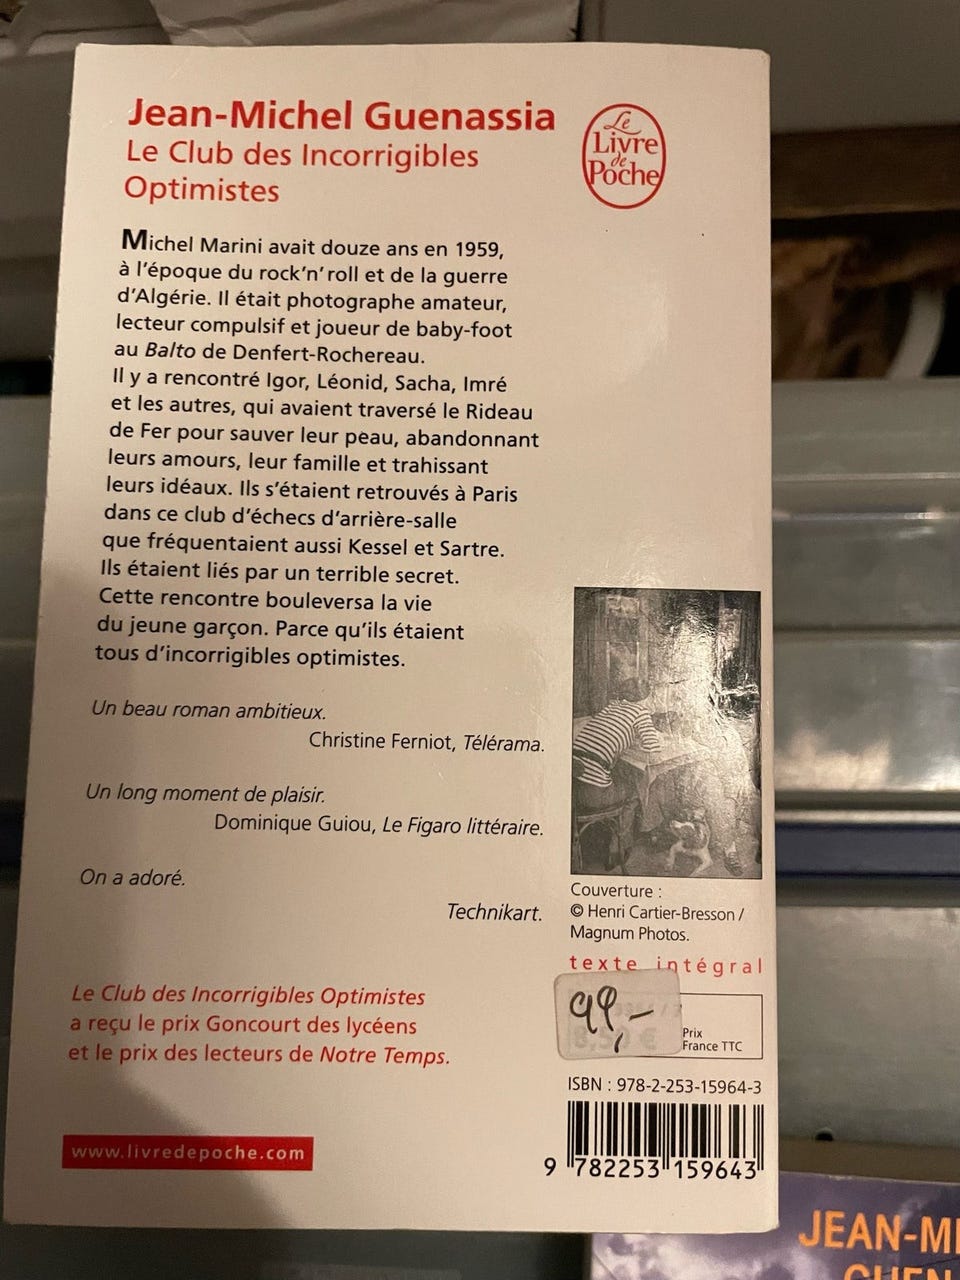 Jean-Michel Guenassia
Le Club des Incorrigibles
Optimistes
Le
Livre
de
Poche
Michel Marini avait douze ans en 1959,
à l'époque du rock'n'roll et de la guerre
d'Algérie. Il était photographe amateur,
lecteur compulsif et joueur de baby-foot
au Balto de Denfert-Rochereau.
Il y a rencontré Igor, Léonid, Sacha, Imré
et les autres, qui avaient traversé le Rideau
de Fer pour sauver leur peau, abandonnant
leurs amours, leur famille et trahissant
leurs idéaux. Ils s'étaient retrouvés à Paris
dans ce club d'échecs d'arrière-salle
que fréquentaient aussi Kessel et Sartre.
Ils étaient liés par un terrible secret.
Cette rencontre bouleversa la vie
du jeune garçon. Parce qu'ils étaient
tous d'incorrigibles optimistes.
Un beau roman ambitieux.
Christine Ferniot, Télérama.
Un long moment de plaisir.
Dominique Guiou, Le Figaro littéraire.
On a adoré.
Technikart.
Couverture :
© Henri Cartier-Bresson /
Magnum Photos.
texte intégral
Le Club des Incorrigibles Optimistes
a reçu le prix Goncourt des lycéens
et le prix des lecteurs de Notre Temps.
99,-
Prix
France TTC
ISBN : 978-2-253-15964-3
9 782253 159643
www.livredepoche.com
JEAN-MI
GUEN